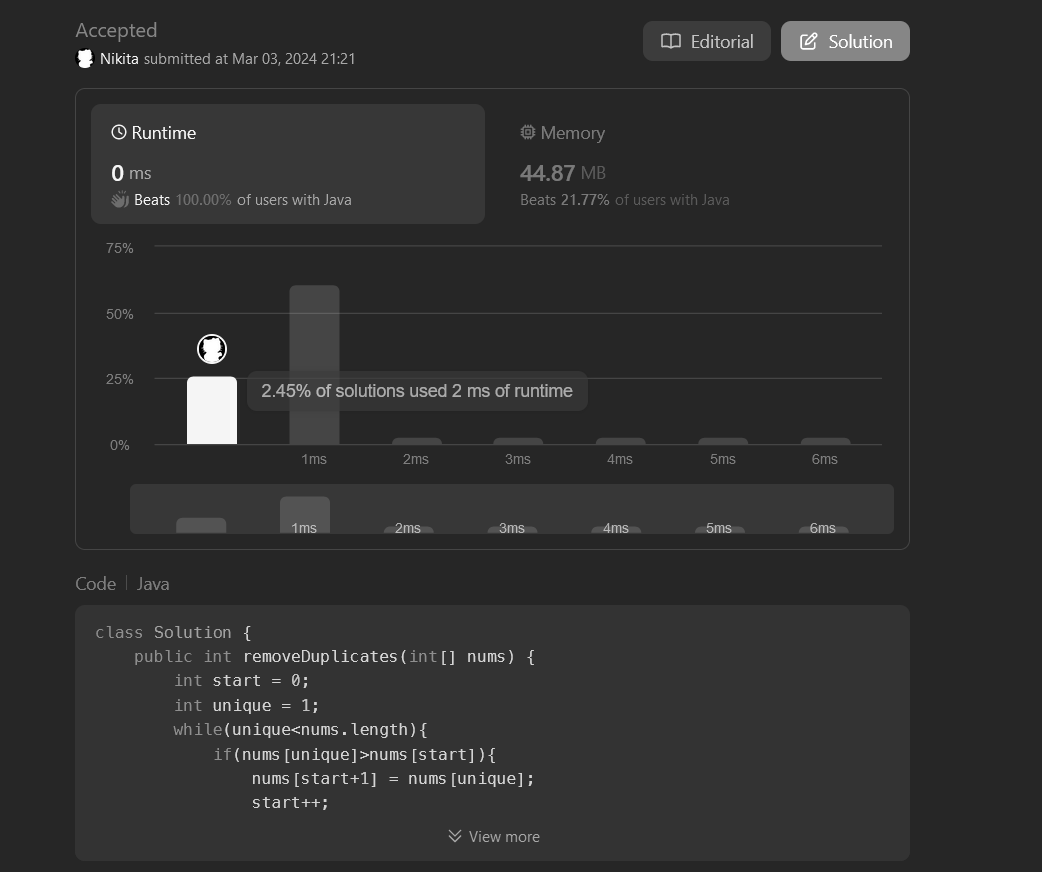 Accepted
Nikita submitted at Mar 03, 2024 21:21
Editorial
Solution
Runtime
0 ms
Beats 100.00% of users with Java
Memory
44.87 MB
Beats 21.77% of users with Java
75%
50%
25%
0%
2.45% of solutions used 2 ms of runtime
1ms 2ms 3ms 4ms 5ms 6ms
1ms 2ms 3ms 4ms 5ms 6ms
Code | Java
class Solution {
    public int removeDuplicates(int[] nums) {
        int start = 0;
        int unique = 1;
        while(unique<nums.length){
            if(nums[unique]>nums[start]){
                nums[start+1] = nums[unique];
                start++;
View more